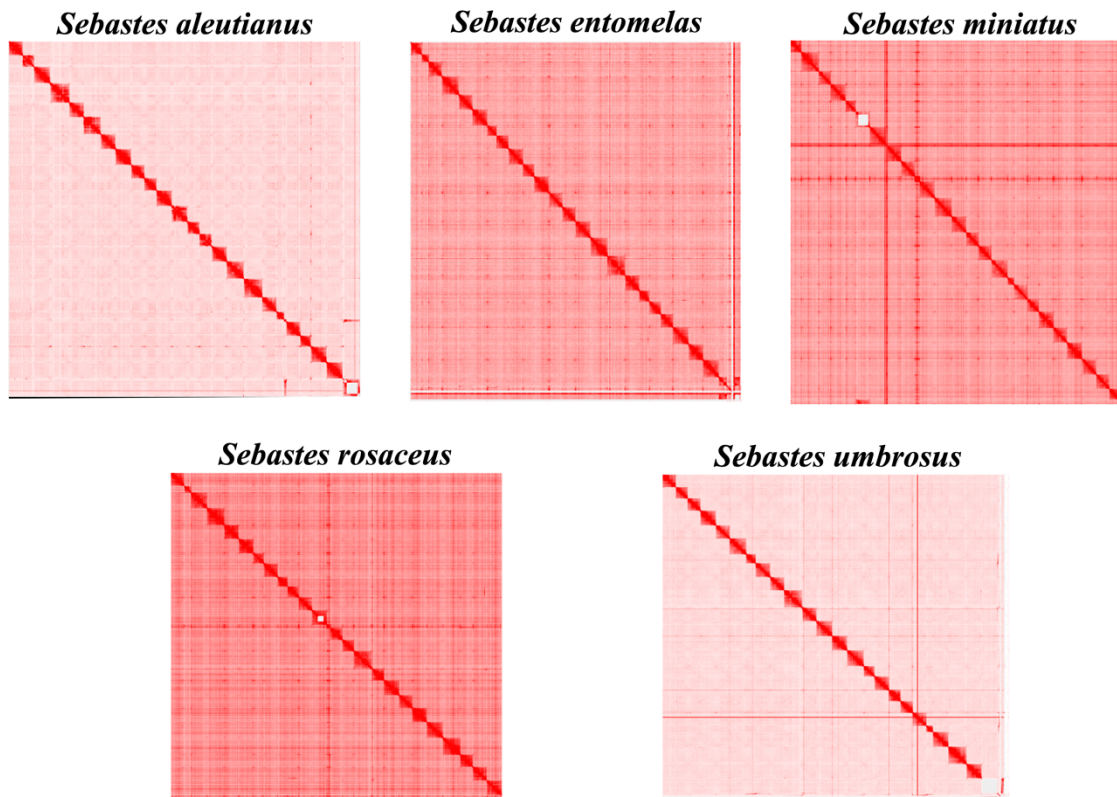 Sebastes aleutianus
Sebastes entomelas
Sebastes miniatus
Sebastes rosaceus
Sebastes umbrosus